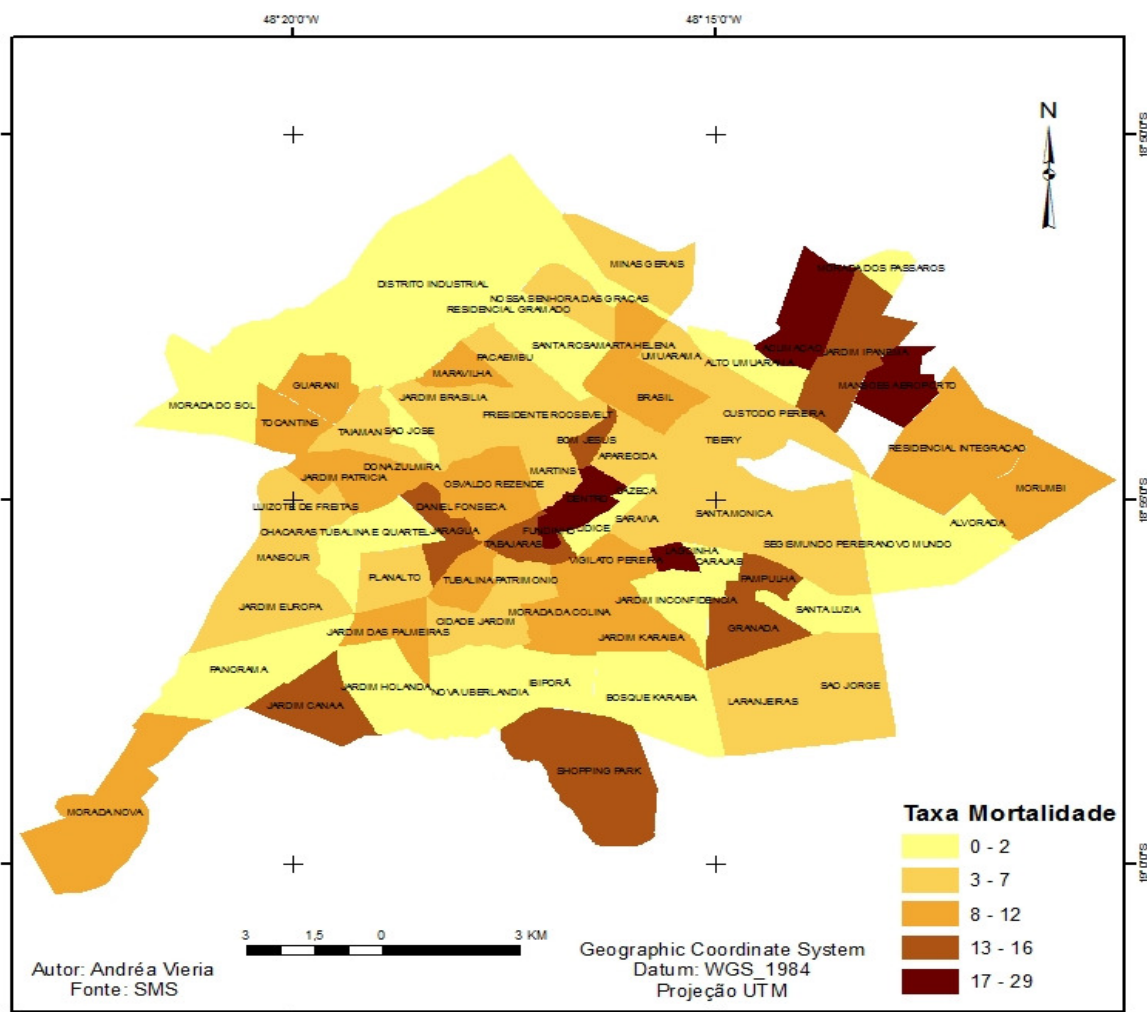 48°20'0"W
48°15'0"W
N
MINAS GERAIS
MORADA DOS PASSAROS
DISTRITO INDUSTRIAL
NOSSA SENHORA DAS GRAÇAS
RESIDENCIAL GRAMADO
SANTA ROSA
MARTA HELENA
PACAEMBU
UMUARAMA
ALTO UMUARAMA
JARDIM IPANEMA
MARAVILHA
GUARANI
MANSOES AEROPORTO
JARDIM BRASILIA
BRASIL
MORADA DO SOL
PRESIDENTE ROOSEVELT
CUSTODIO PEREIRA
TOCANTINS
TAIAMAN
SAO JOSE
BOM JESUS
TIBERY
RESIDENCIAL INTEGRAÇAO
APARECIDA
DONA ZULMIRA
MARTINS
JARDIM PATRICIA
OSVALDO REZENDE
MORUMBI
CENTRO
CAZECA
LUIZOTE DE FREITAS
DANIEL FONSECA
SANTA MONICA
SARAIVA
ALVORADA
CHACARAS TUBALINA E QUARTEL
JARAGUA
FUNDINHO
TABAJARAS
SEGISMUNDO PEREIRA
NOVO MUNDO
LAGOINHA
MANSOUR
VIGILATO PEREIRA
CARAJAS
PLANALTO
TUBALINA
PATRIMONIO
PAMPULHA
JARDIM INCONFIDENCIA
JARDIM EUROPA
MORADA DA COLINA
SANTA LUZIA
CIDADE JARDIM
GRANADA
JARDIM DAS PALMEIRAS
JARDIM KARAIBA
PANORAMA
IBIPORÃ
JARDIM HOLANDA
SAO JORGE
NOVA UBERLANDIA
BOSQUE KARAIBA
LARANJEIRAS
JARDIM CANAA
SHOPPING PARK
MORADA NOVA
Taxa Mortalidade
0 - 2
3 - 7
8 - 12
13 - 16
17 - 29
3 1,5 0 3 KM
Autor: Andréa Vieria
Fonte: SMS
Geographic Coordinate System
Datum: WGS_1984
Projeção UTM